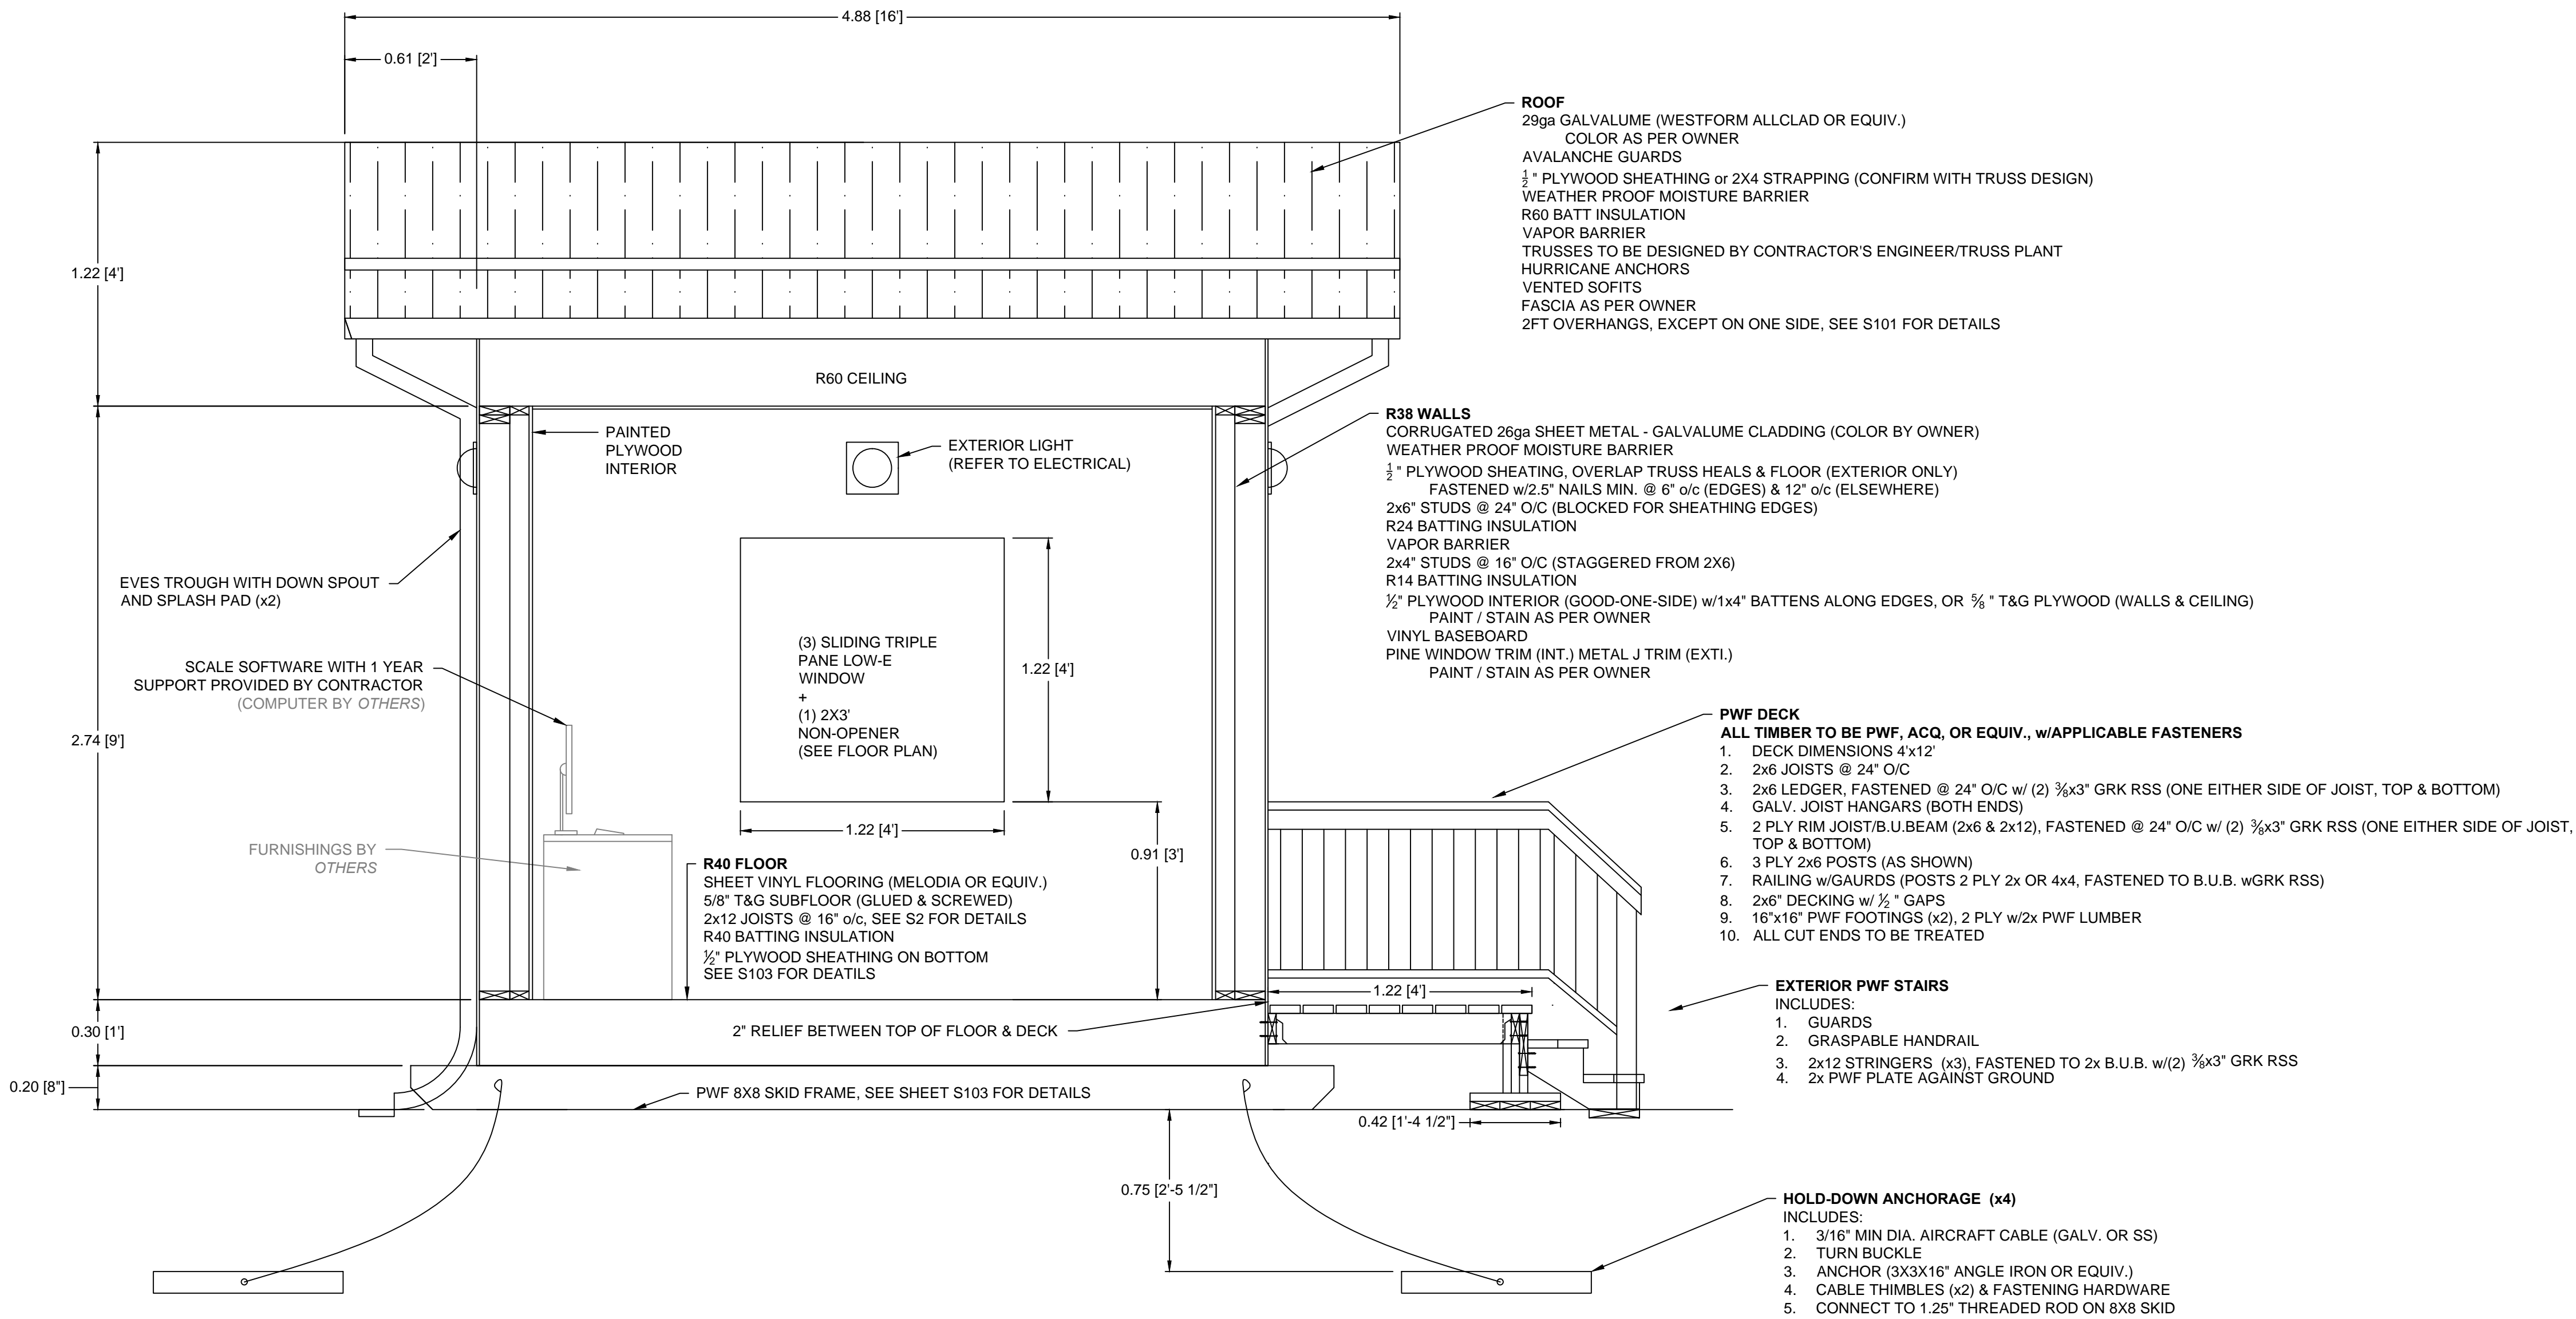 4.88 [16']
0.61 [2']
1.22 [4']
2.74 [9']
0.30 [1']
0.20 [8"]
ROOF
29ga GALVALUME (WESTFORM ALLCLAD OR EQUIV.)
COLOR AS PER OWNER
AVALANCHE GUARDS
1/2 " PLYWOOD SHEATHING or 2X4 STRAPPING (CONFIRM WITH TRUSS DESIGN)
WEATHER PROOF MOISTURE BARRIER
R60 BATT INSULATION
VAPOR BARRIER
TRUSSES TO BE DESIGNED BY CONTRACTOR'S ENGINEER/TRUSS PLANT
HURRICANE ANCHORS
VENTED SOFITS
FASCIA AS PER OWNER
2FT OVERHANGS, EXCEPT ON ONE SIDE, SEE S101 FOR DETAILS
R60 CEILING
PAINTED
PLYWOOD
INTERIOR
EXTERIOR LIGHT
(REFER TO ELECTRICAL)
R38 WALLS
CORRUGATED 26ga SHEET METAL - GALVALUME CLADDING (COLOR BY OWNER)
WEATHER PROOF MOISTURE BARRIER
1/2 " PLYWOOD SHEATING, OVERLAP TRUSS HEALS & FLOOR (EXTERIOR ONLY)
FASTENED w/2.5" NAILS MIN. @ 6" o/c (EDGES) & 12" o/c (ELSEWHERE)
2x6" STUDS @ 24" O/C (BLOCKED FOR SHEATHING EDGES)
R24 BATTING INSULATION
VAPOR BARRIER
2x4" STUDS @ 16" O/C (STAGGERED FROM 2X6)
R14 BATTING INSULATION
½" PLYWOOD INTERIOR (GOOD-ONE-SIDE) w/1x4" BATTENS ALONG EDGES, OR ⅝ " T&G PLYWOOD (WALLS & CEILING)
PAINT / STAIN AS PER OWNER
VINYL BASEBOARD
PINE WINDOW TRIM (INT.) METAL J TRIM (EXTI.)
PAINT / STAIN AS PER OWNER
EVES TROUGH WITH DOWN SPOUT
AND SPLASH PAD (x2)
SCALE SOFTWARE WITH 1 YEAR
SUPPORT PROVIDED BY CONTRACTOR
(COMPUTER BY OTHERS)
FURNISHINGS BY
OTHERS
(3) SLIDING TRIPLE
PANE LOW-E
WINDOW
+
(1) 2X3'
NON-OPENER
(SEE FLOOR PLAN)
1.22 [4']
1.22 [4']
0.91 [3']
R40 FLOOR
SHEET VINYL FLOORING (MELODIA OR EQUIV.)
5/8" T&G SUBFLOOR (GLUED & SCREWED)
2x12 JOISTS @ 16" o/c, SEE S2 FOR DETAILS
R40 BATTING INSULATION
½" PLYWOOD SHEATHING ON BOTTOM
SEE S103 FOR DEATILS
2" RELIEF BETWEEN TOP OF FLOOR & DECK
PWF 8X8 SKID FRAME, SEE SHEET S103 FOR DETAILS
PWF DECK
ALL TIMBER TO BE PWF, ACQ, OR EQUIV., w/APPLICABLE FASTENERS
1. DECK DIMENSIONS 4'x12'
2. 2x6 JOISTS @ 24" O/C
3. 2x6 LEDGER, FASTENED @ 24" O/C w/ (2) ⅜x3" GRK RSS (ONE EITHER SIDE OF JOIST, TOP & BOTTOM)
4. GALV. JOIST HANGARS (BOTH ENDS)
5. 2 PLY RIM JOIST/B.U.BEAM (2x6 & 2x12), FASTENED @ 24" O/C w/ (2) ⅜x3" GRK RSS (ONE EITHER SIDE OF JOIST,
TOP & BOTTOM)
6. 3 PLY 2x6 POSTS (AS SHOWN)
7. RAILING w/GAURDS (POSTS 2 PLY 2x OR 4x4, FASTENED TO B.U.B. wGRK RSS)
8. 2x6" DECKING w/ ½ " GAPS
9. 16"x16" PWF FOOTINGS (x2), 2 PLY w/2x PWF LUMBER
10. ALL CUT ENDS TO BE TREATED
1.22 [4']
EXTERIOR PWF STAIRS
INCLUDES:
1. GUARDS
2. GRASPABLE HANDRAIL
3. 2x12 STRINGERS (x3), FASTENED TO 2x B.U.B. w/(2) ⅜x3" GRK RSS
4. 2x PWF PLATE AGAINST GROUND
0.42 [1'-4 1/2"]
0.75 [2'-5 1/2"]
HOLD-DOWN ANCHORAGE (x4)
INCLUDES:
1. 3/16" MIN DIA. AIRCRAFT CABLE (GALV. OR SS)
2. TURN BUCKLE
3. ANCHOR (3X3X16" ANGLE IRON OR EQUIV.)
4. CABLE THIMBLES (x2) & FASTENING HARDWARE
5. CONNECT TO 1.25" THREADED ROD ON 8X8 SKID